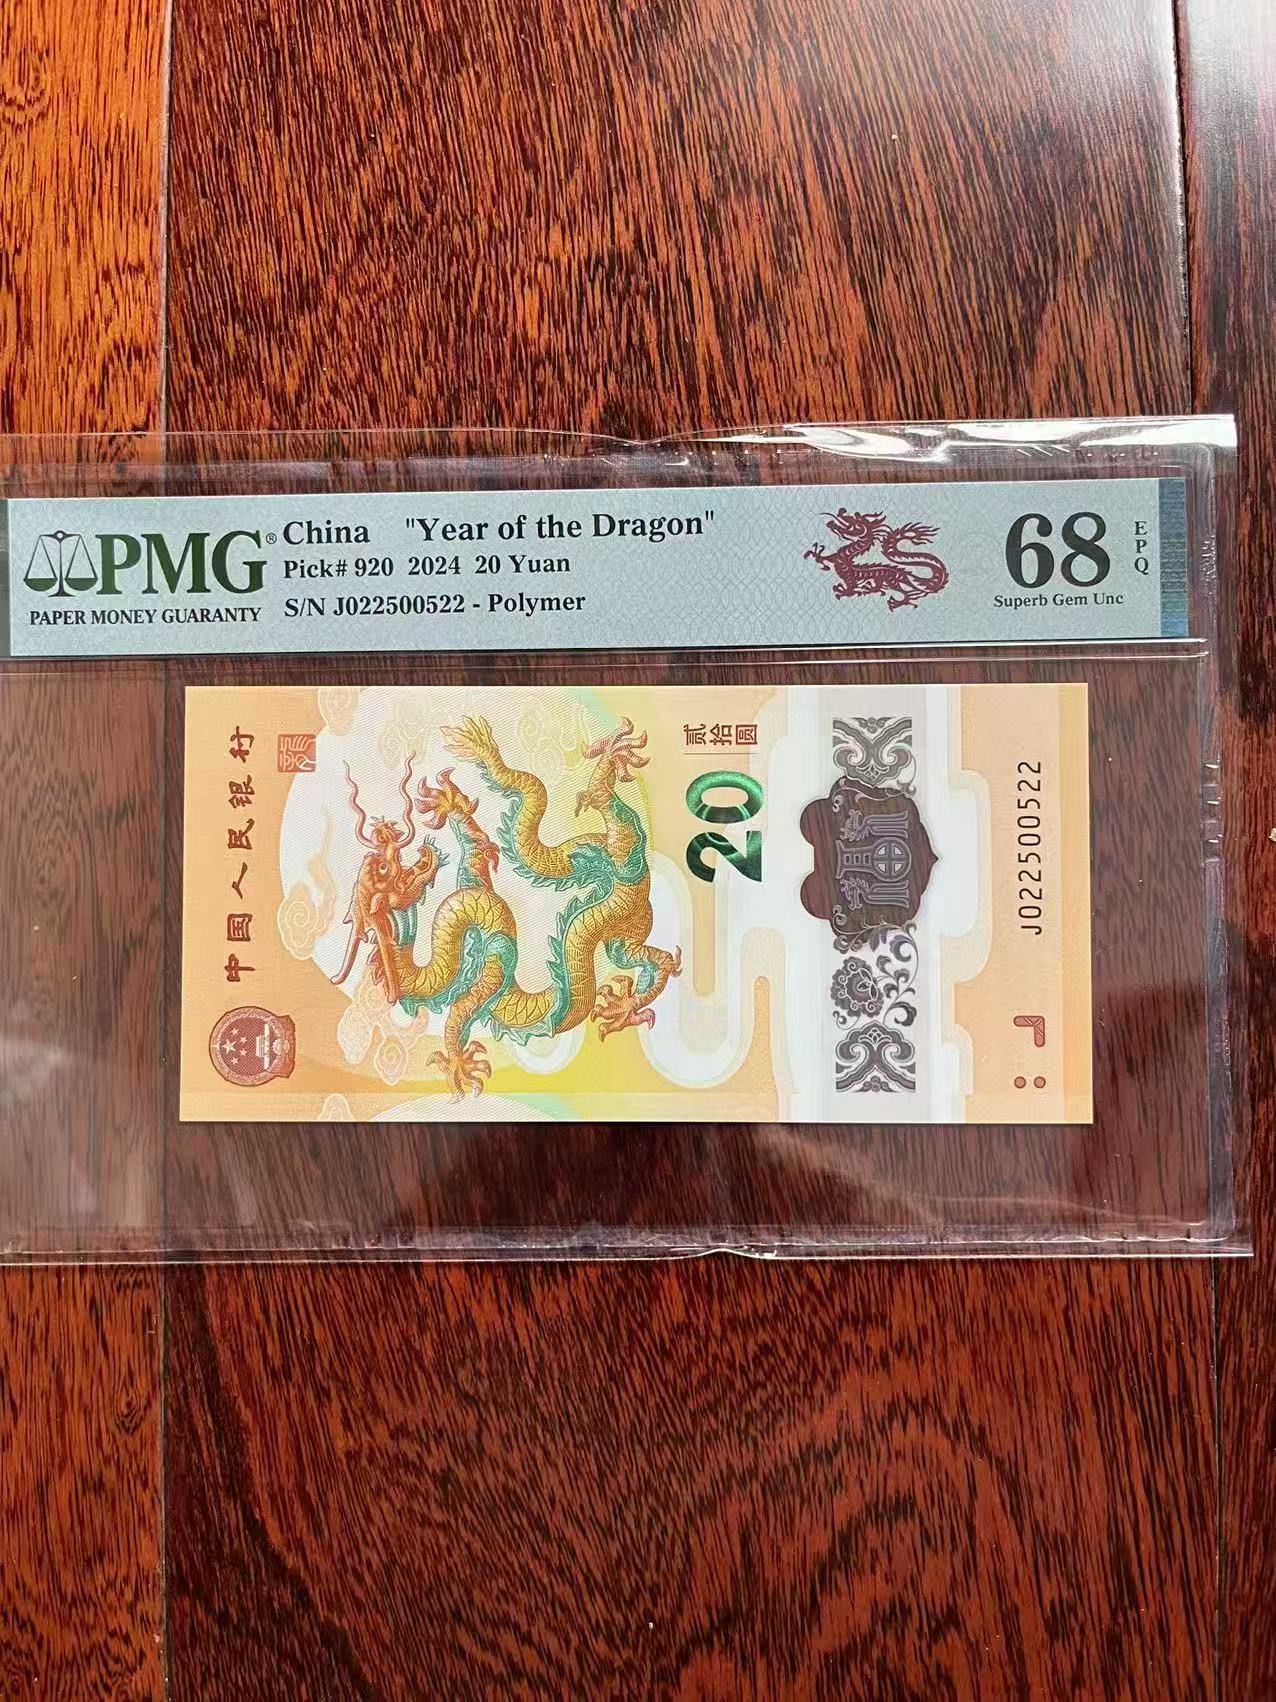 PMG®
PAPER MONEY GUARANTY
China "Year of the Dragon"
Pick# 920 2024 20 Yuan
S/N J022500522 - Polymer
68
EPQ
Superb Gem Unc
中国人民银行
贰拾圆
20
J022500522